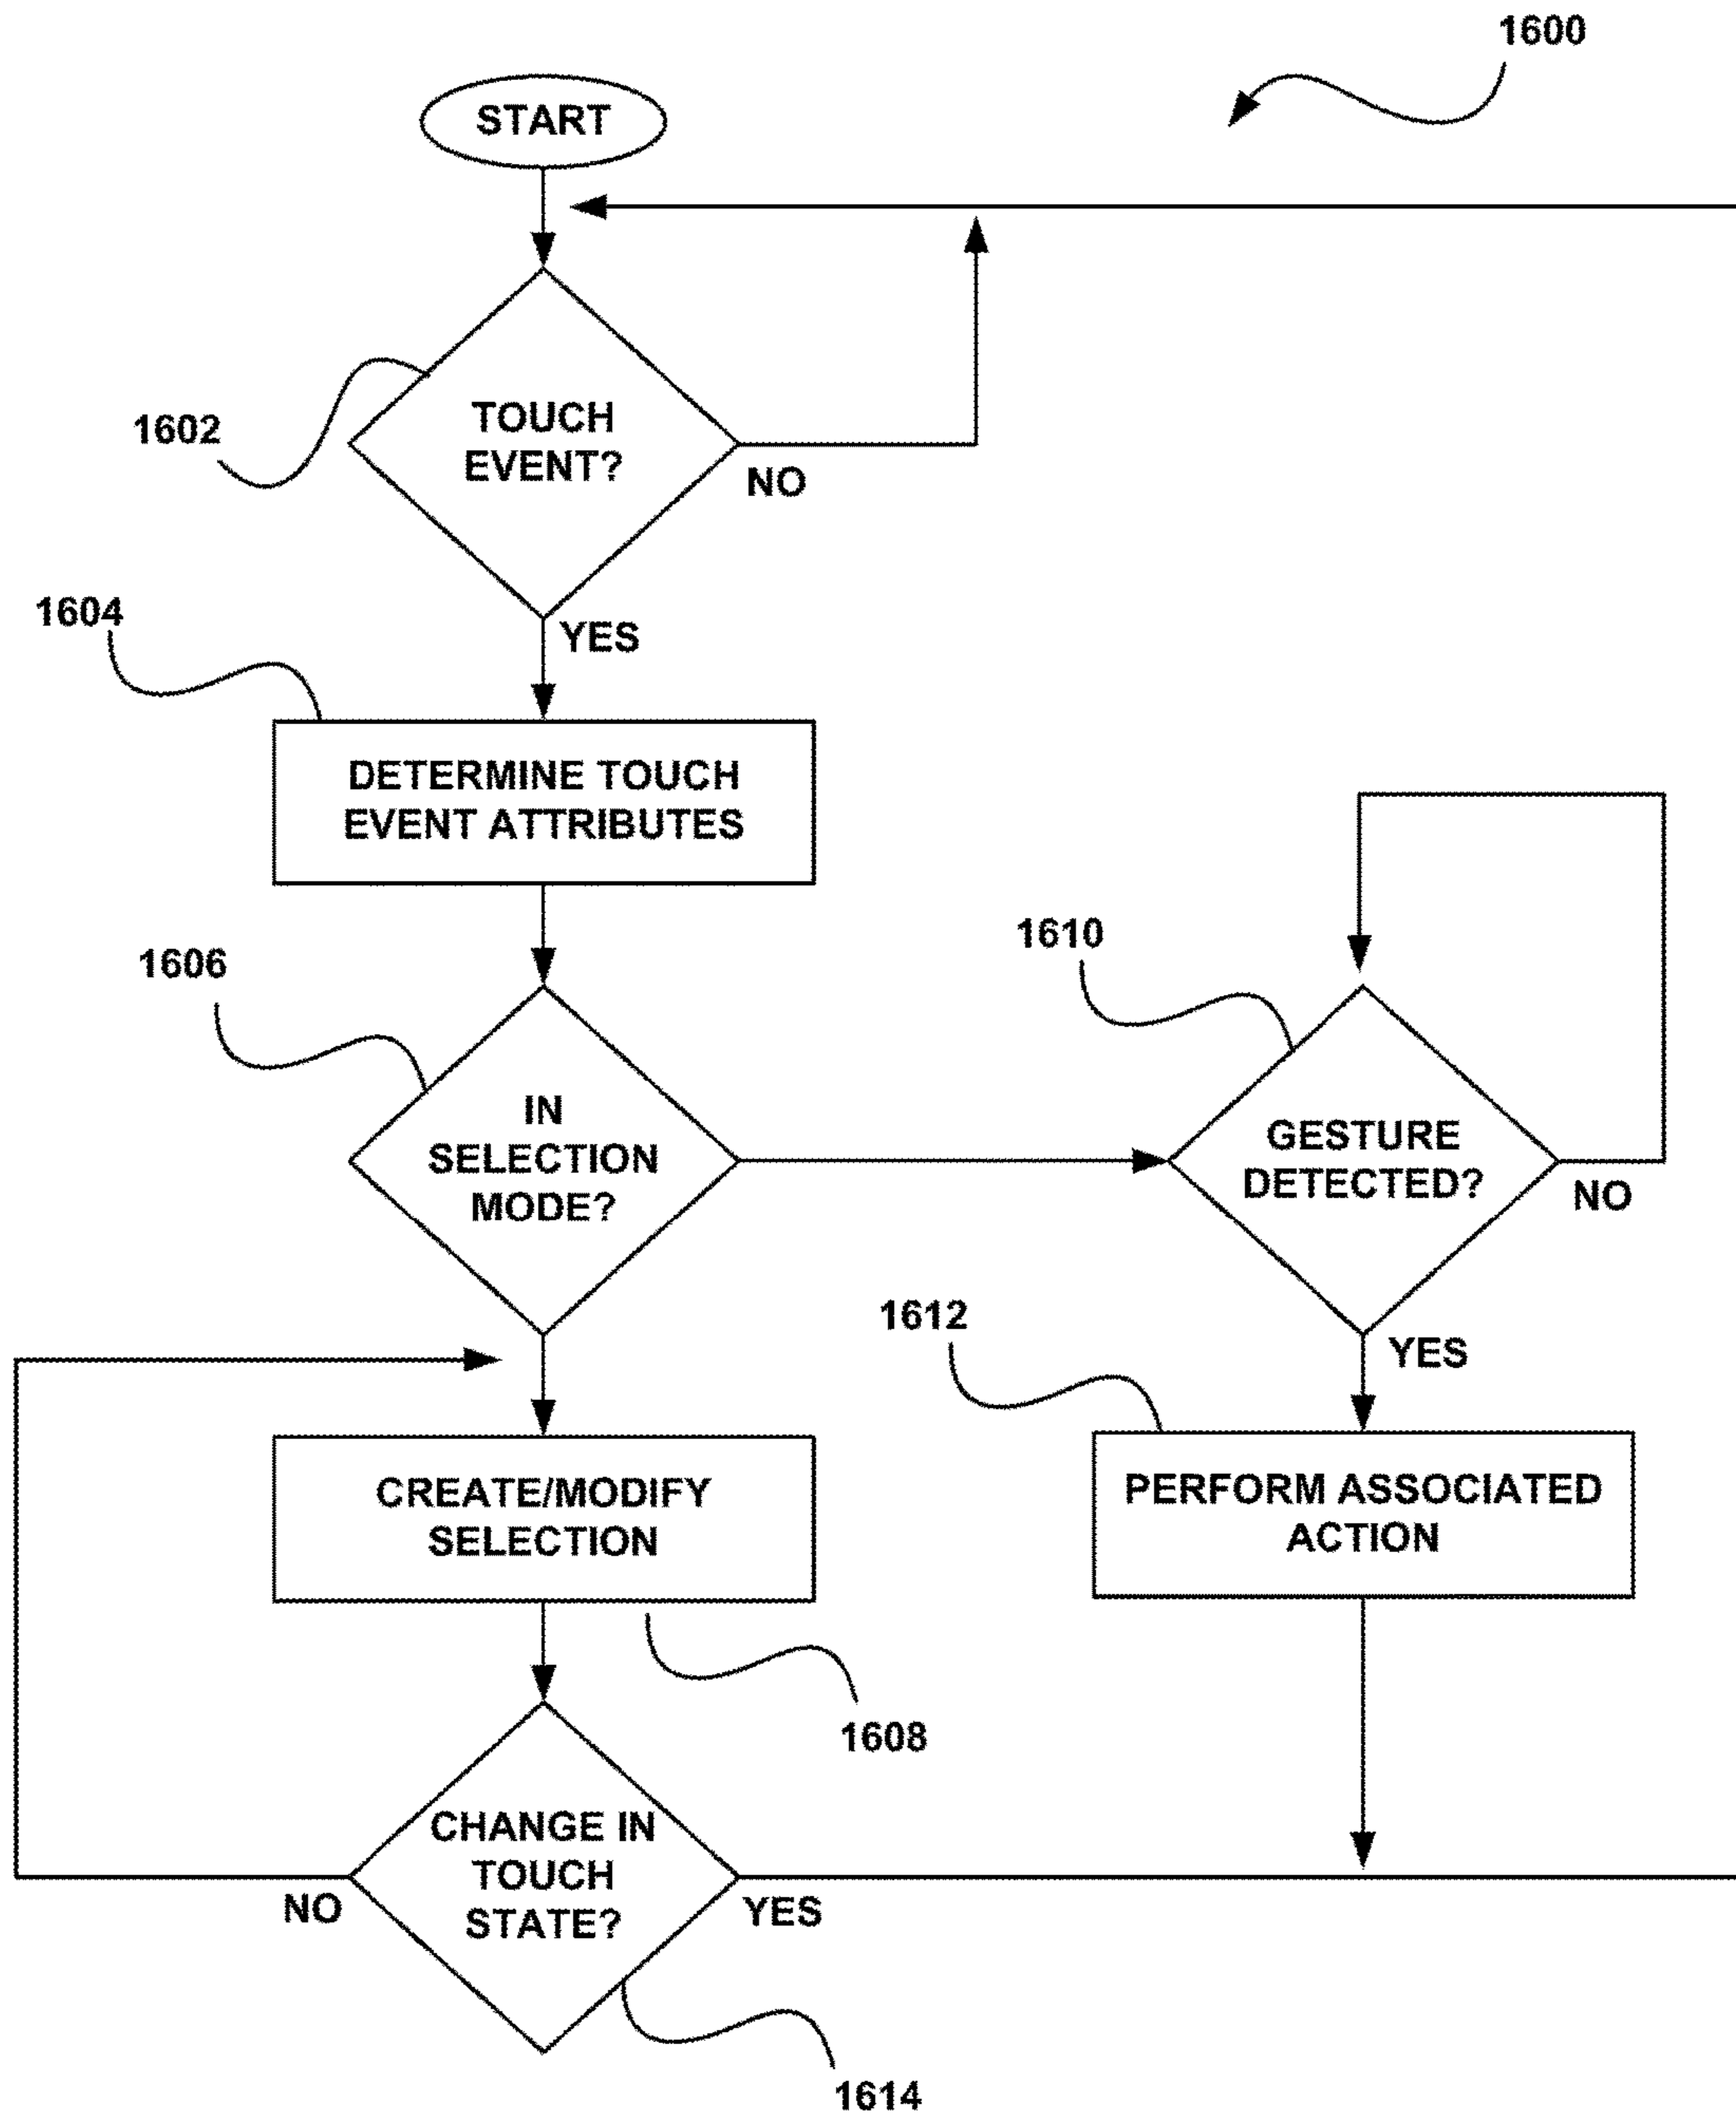 1600
START
1602
TOUCH
EVENT?
NO
1604
YES
DETERMINE TOUCH
EVENT ATTRIBUTES
1606
1610
IN
SELECTION
MODE?
GESTURE
DETECTED?
NO
1612
YES
CREATE/MODIFY
SELECTION
PERFORM ASSOCIATED
ACTION
1608
CHANGE IN
TOUCH
STATE?
NO
YES
1614